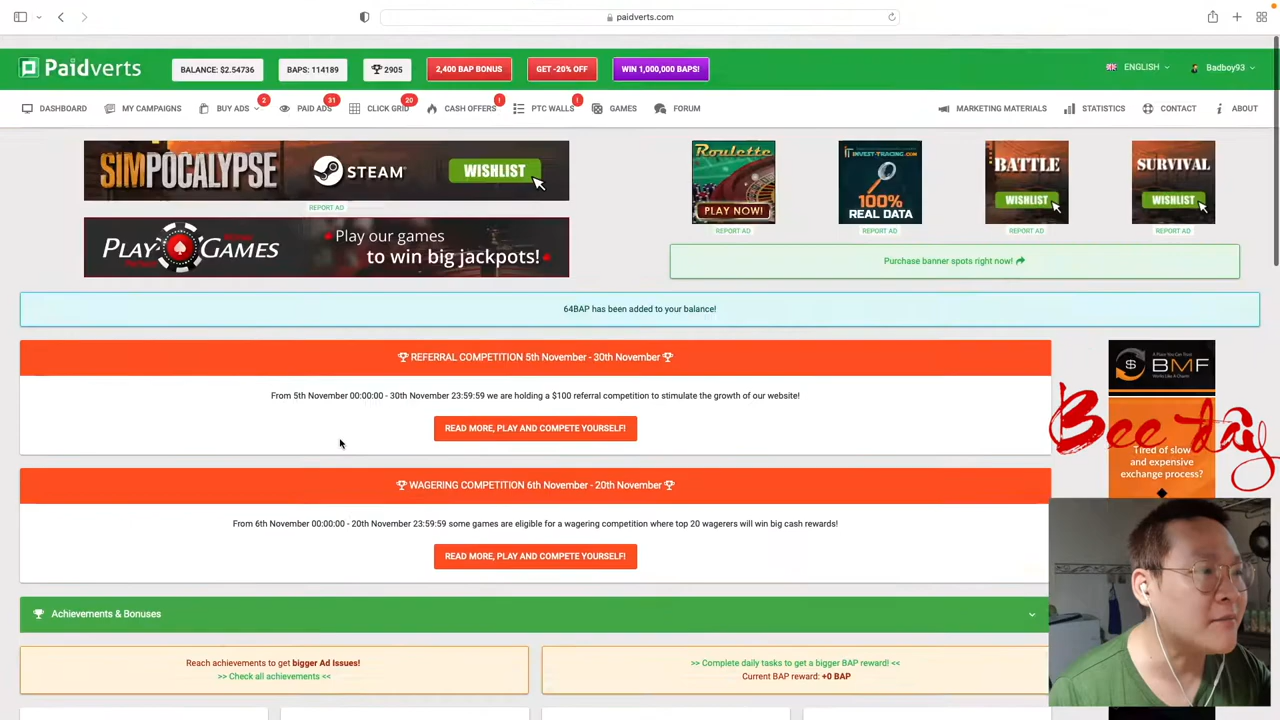 paidverts.com
Paidverts
BALANCE: $2.54736
BAPS: 114189
2905
2,400 BAP BONUS
GET -20% OFF
WIN 1,000,000 BAPS!
ENGLISH
Badboy93
DASHBOARD
MY CAMPAIGNS
BUY ADS
2
PAID ADS
31
CLICK GRID
20
CASH OFFERS
!
PTC WALLS
!
GAMES
FORUM
MARKETING MATERIALS
STATISTICS
CONTACT
ABOUT
SIMPOCALYPSE
STEAM
WISHLIST
REPORT AD
PLAY GAMES
Play our games
to win big jackpots!
Roulette
PLAY NOW!
REPORT AD
INVEST-TRACING.COM
100%
REAL DATA
REPORT AD
BATTLE
WISHLIST
REPORT AD
SURVIVAL
WISHLIST
REPORT AD
Purchase banner spots right now!
64BAP has been added to your balance!
REFERRAL COMPETITION 5th November - 30th November
From 5th November 00:00:00 - 30th November 23:59:59 we are holding a $100 referral competition to stimulate the growth of our website!
READ MORE, PLAY AND COMPETE YOURSELF!
WAGERING COMPETITION 6th November - 20th November
From 6th November 00:00:00 - 20th November 23:59:59 some games are eligible for a wagering competition where top 20 wagerers will win big cash rewards!
READ MORE, PLAY AND COMPETE YOURSELF!
BMF
Bee day
Tired of slow
and expensive
exchange process?
Achievements & Bonuses
Reach achievements to get bigger Ad Issues!
>> Check all achievements <<
>> Complete daily tasks to get a bigger BAP reward! <<
Current BAP reward: +0 BAP